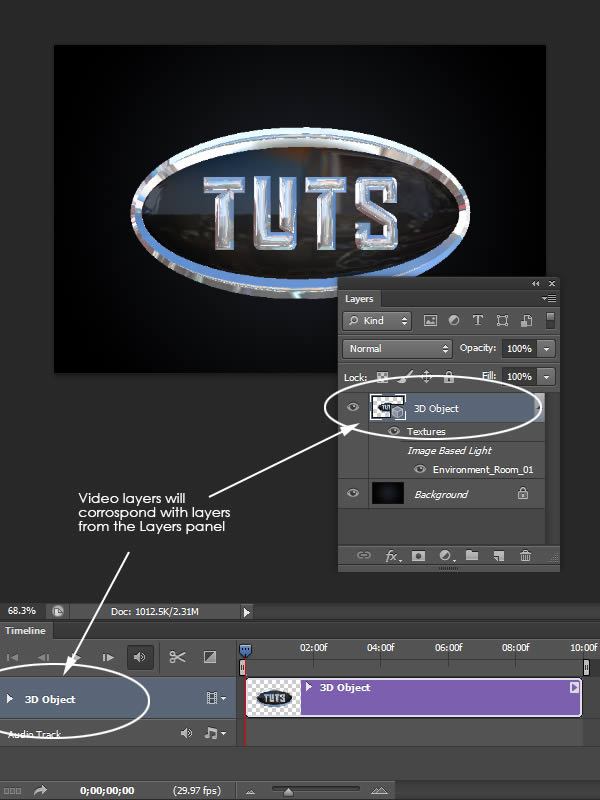 TUTS
Layers
Kind
Normal
Opacity: 100%
Lock:
Fill: 100%
3D Object
Textures
Image Based Light
Environment_Room_01
Background
fx
Video layers will
corrospond with layers
from the Layers panel
68.3%
Doc: 1012.5K/2.31M
Timeline
02:00f 04:00f 06:00f 08:00f 10:00f
3D Object
TUTS 3D Object
Audio Track
0;00;00;00 (29.97 fps)